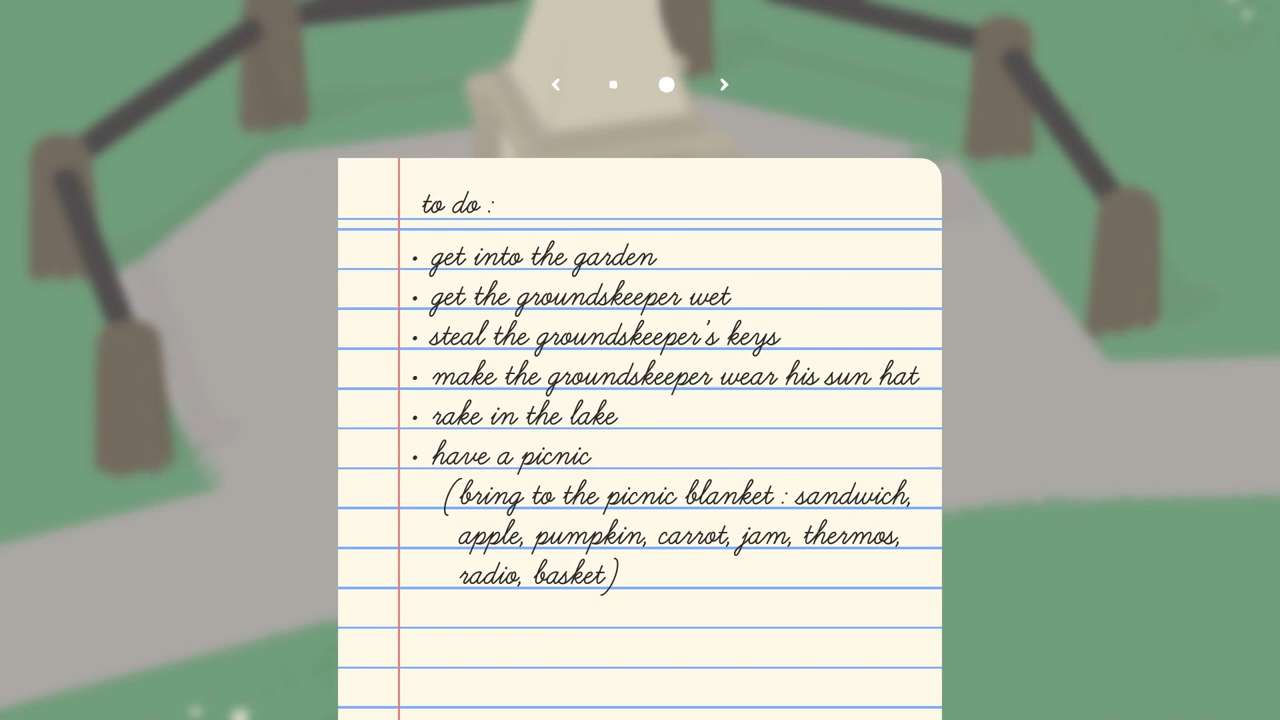 to do :
• get into the garden
• get the groundskeeper wet
• steal the groundskeeper's keys
• make the groundskeeper wear his sun hat
• rake in the lake
• have a picnic
(bring to the picnic blanket : sandwich,
apple, pumpkin, carrot, jam, thermos,
radio, basket)